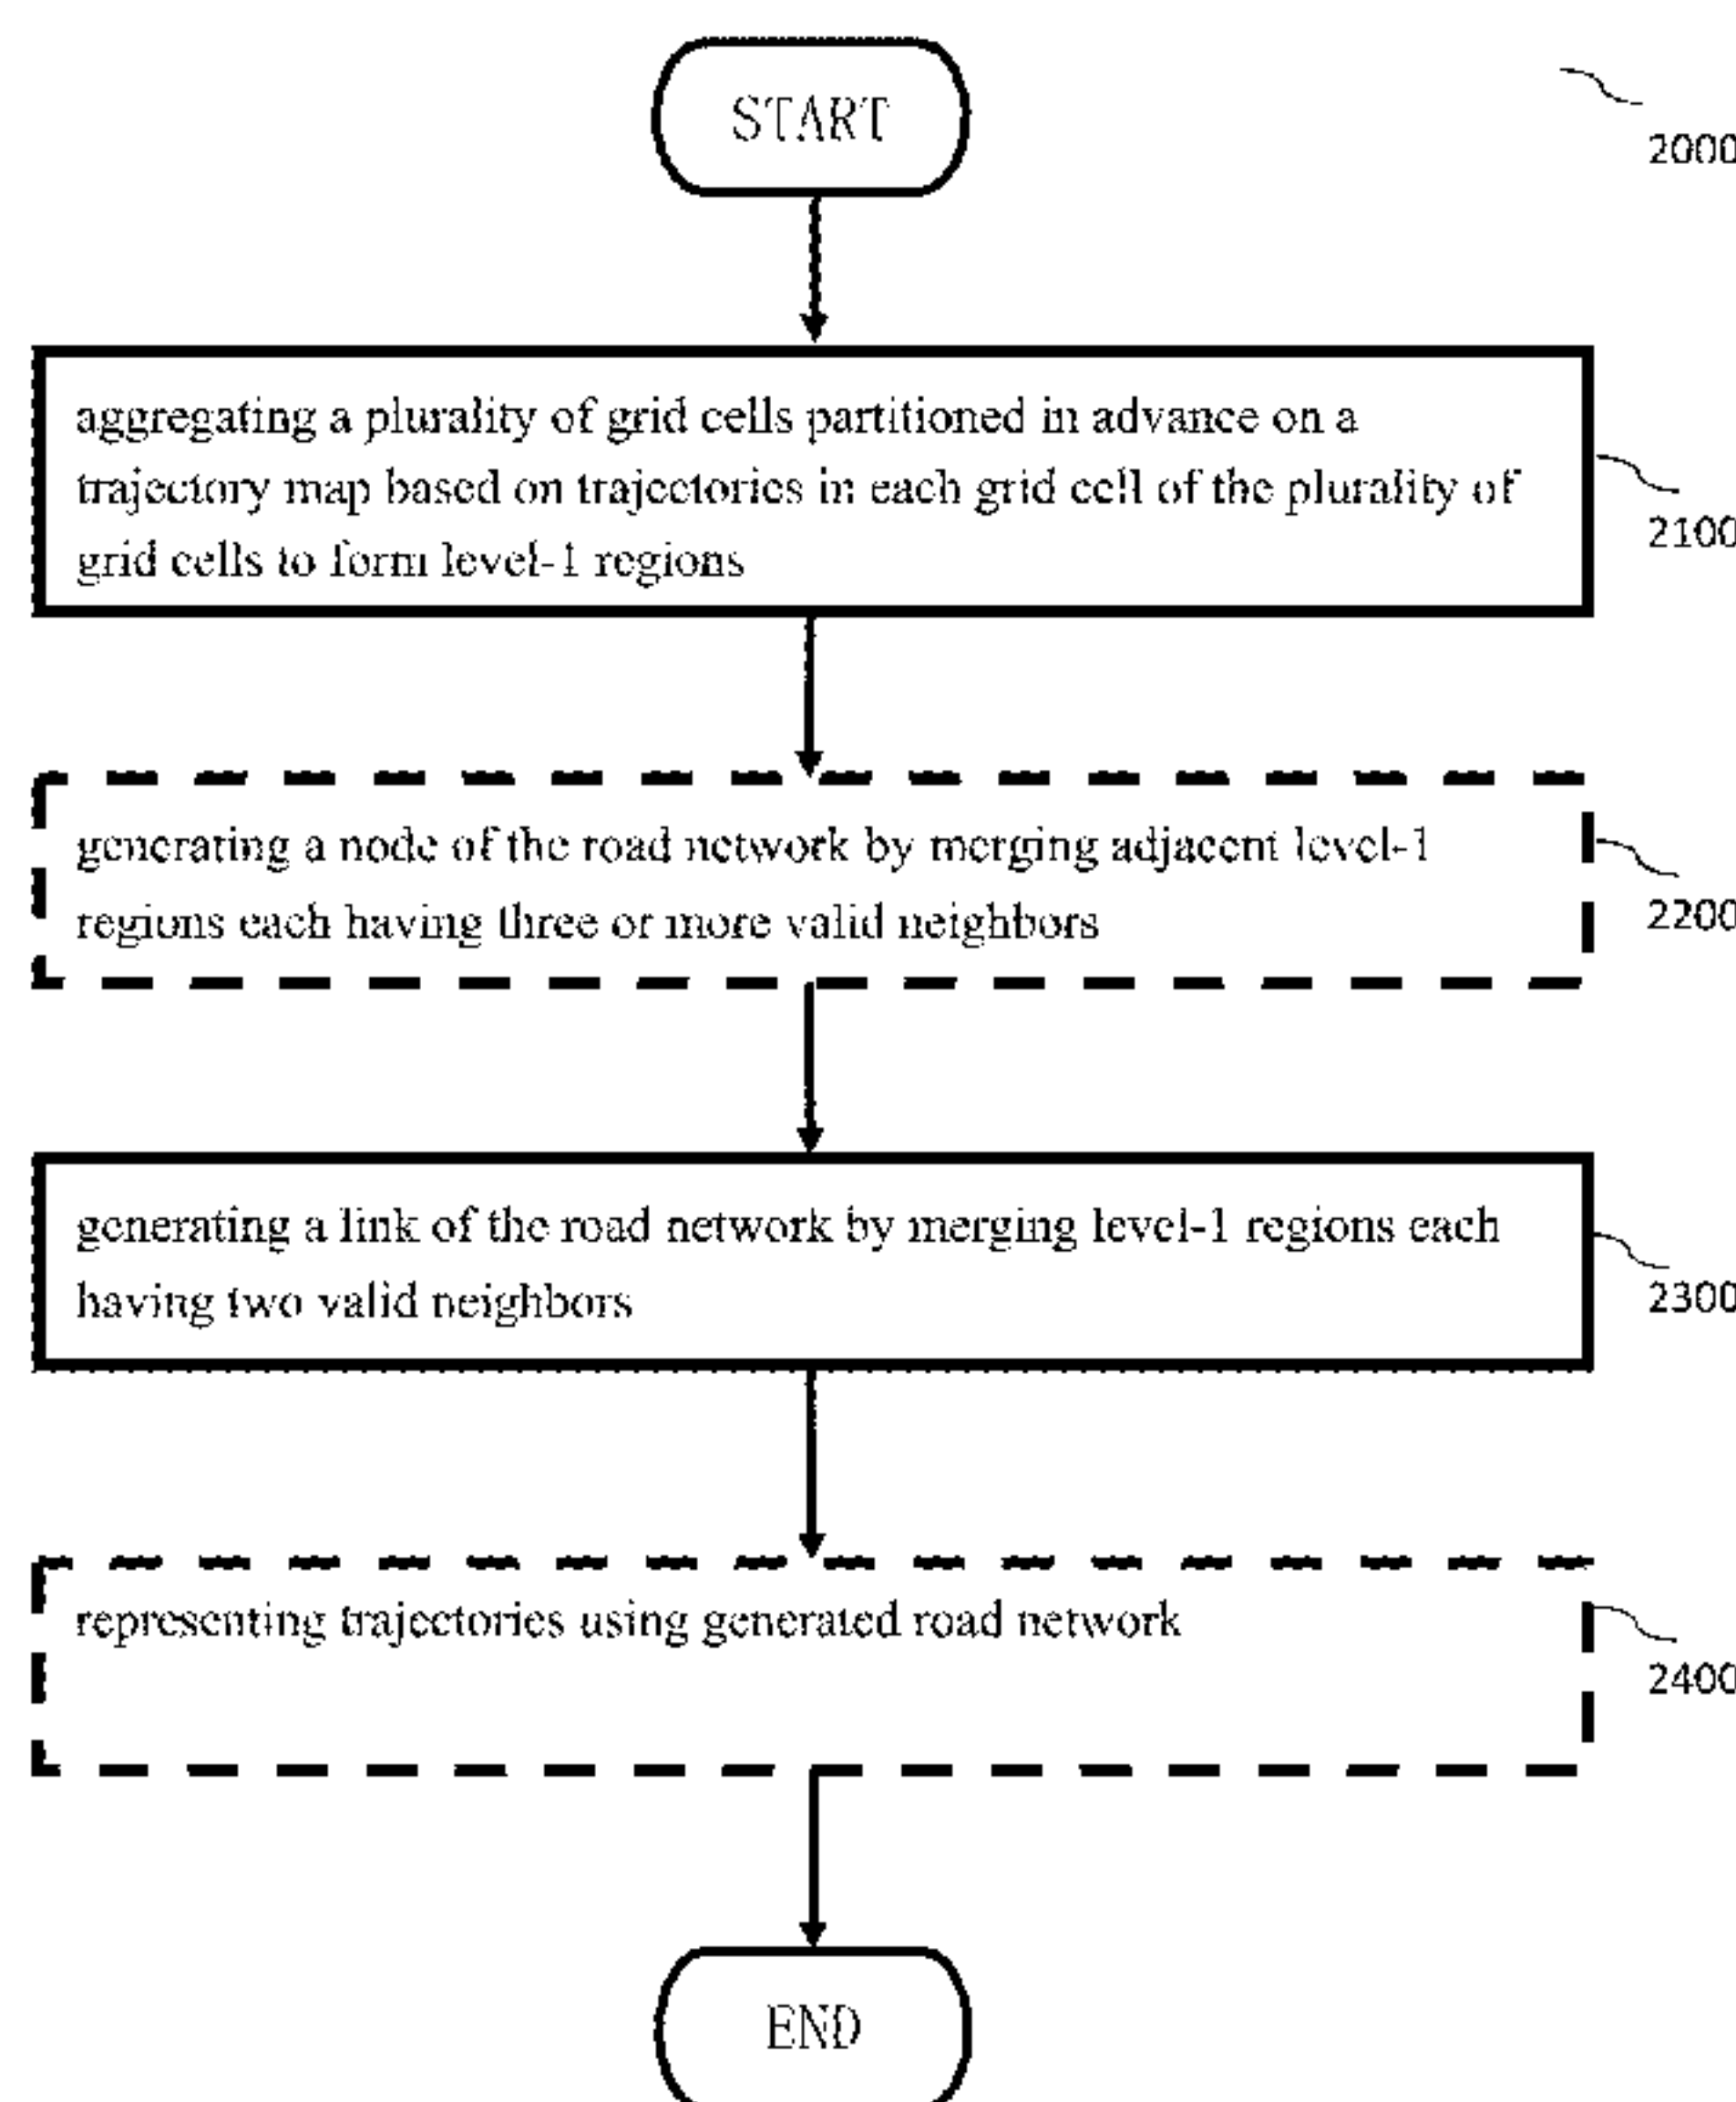 START
2000
aggregating a plurality of grid cells partitioned in advance on a
trajectory map based on trajectories in each grid cell of the plurality of
grid cells to form level-1 regions
2100
generating a node of the road network by merging adjacent level-1
regions each having three or more valid neighbors
2200
generating a link of the road network by merging level-1 regions each
having two valid neighbors
2300
representing trajectories using generated road network
2400
END